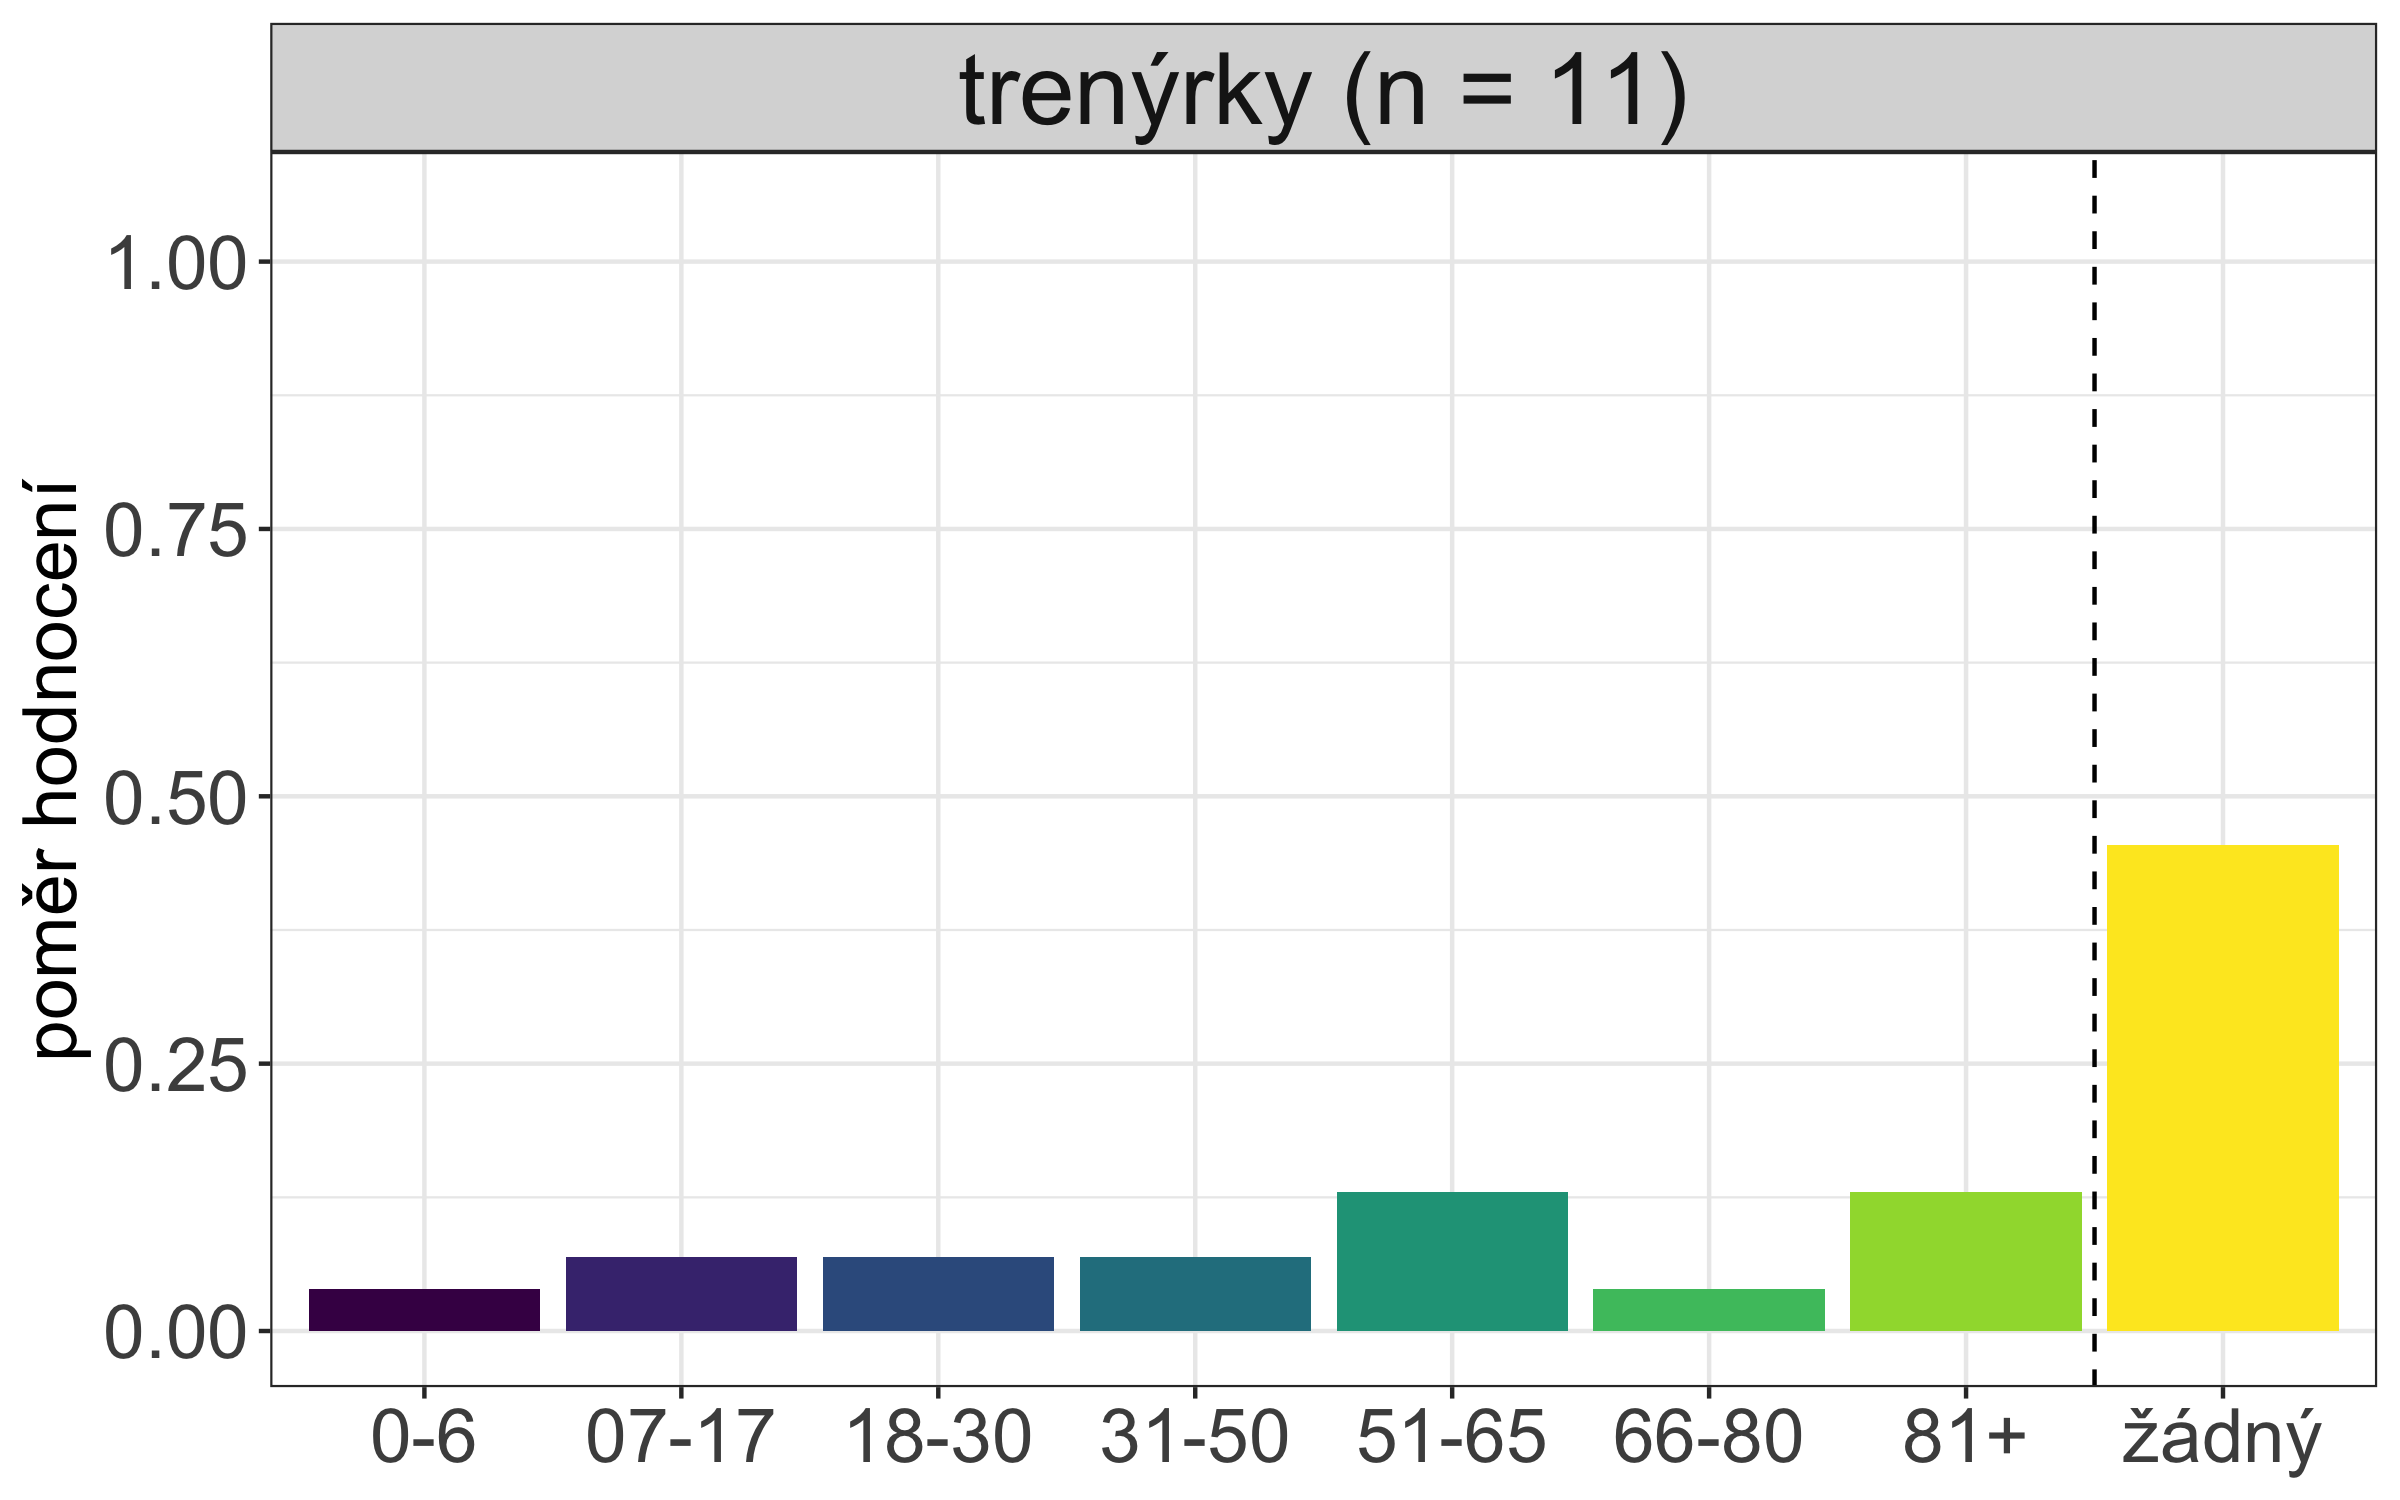 trenýrky (n = 11)
poměr hodnocení
1.00
0.75
0.50
0.25
0.00
0-6 07-17 18-30 31-50 51-65 66-80 81+ žádný